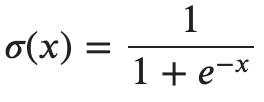 σ(x) = 1 / (1 + e⁻ˣ)